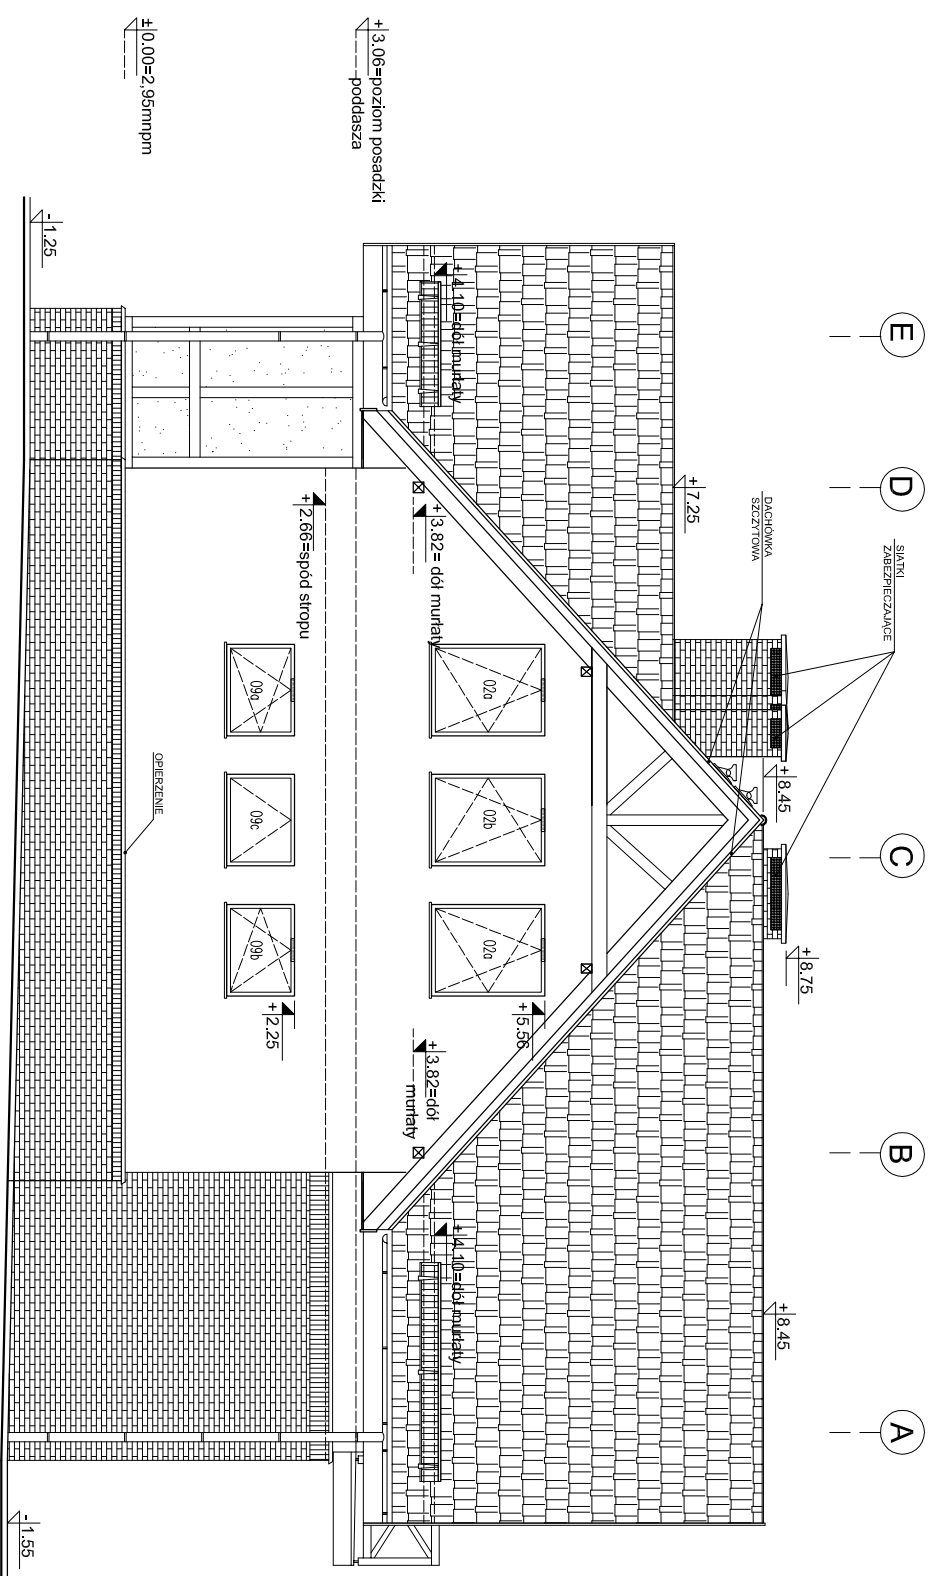 E
D
C
B
A
SIATKI
ZABEZPIECZAJĄCE
DACHÓWKA
SZCZYTOWA
+ 8.75
+ 8.45
+ 8.45
+ 7.25
+ 5.56
+ 4.10=dół murłaty
+ 4.10=dół murłaty
+ 3.82= dół murłaty
+ 3.82=dół
murłaty
+ 3.06=poziom posadzki
poddasza
+ 2.66=spód stropu
02a
02b
02a
+ 2.25
09a
09c
09b
±0.00=2,95mnpm
OPIERZENIE
- 1.25
- 1.55